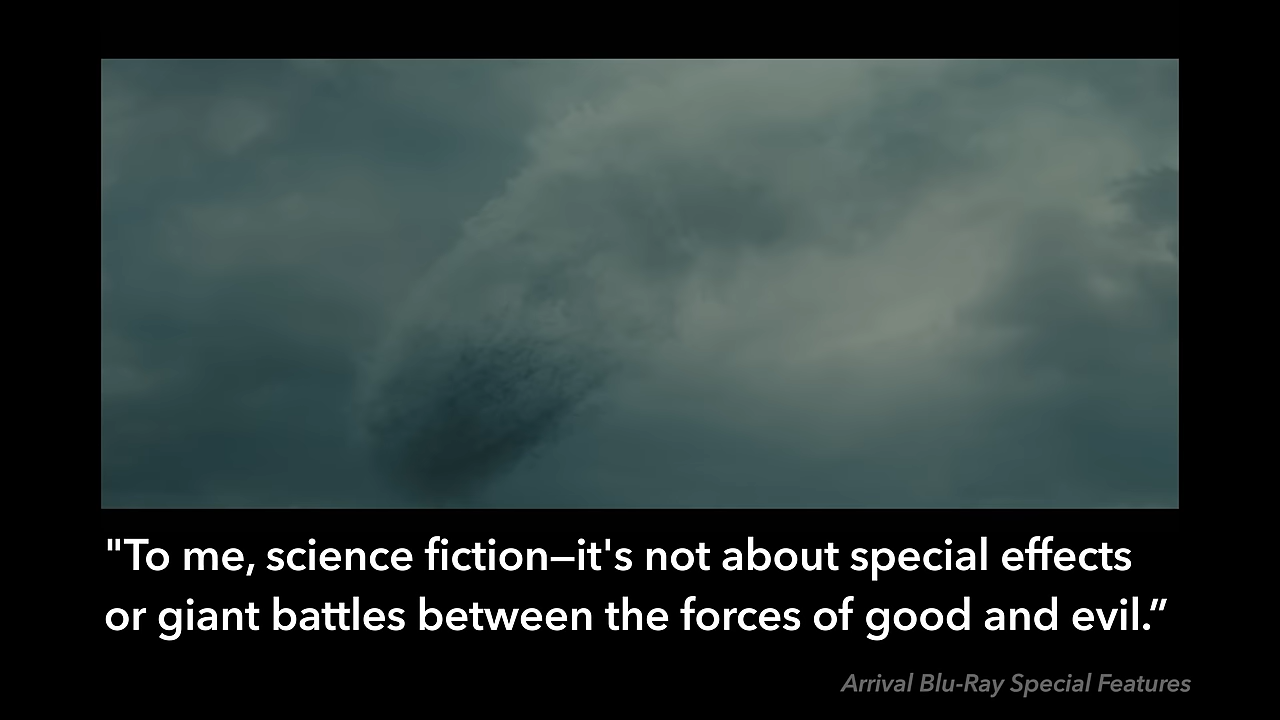 "To me, science fiction—it's not about special effects
or giant battles between the forces of good and evil.”
Arrival Blu-Ray Special Features